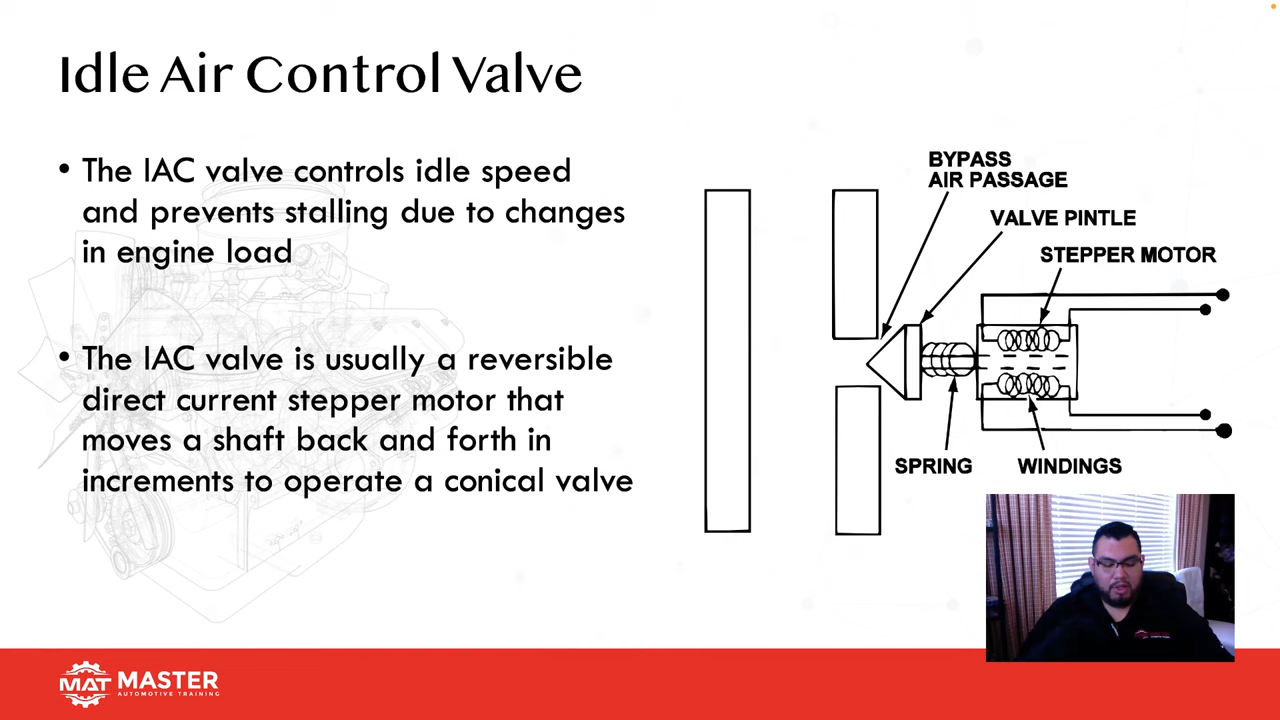 Idle Air Control Valve
• The IAC valve controls idle speed
and prevents stalling due to changes
in engine load
• The IAC valve is usually a reversible
direct current stepper motor that
moves a shaft back and forth in
increments to operate a conical valve
BYPASS
AIR PASSAGE
VALVE PINTLE
STEPPER MOTOR
SPRING
WINDINGS
MAT MASTER
AUTOMOTIVE TRAINING